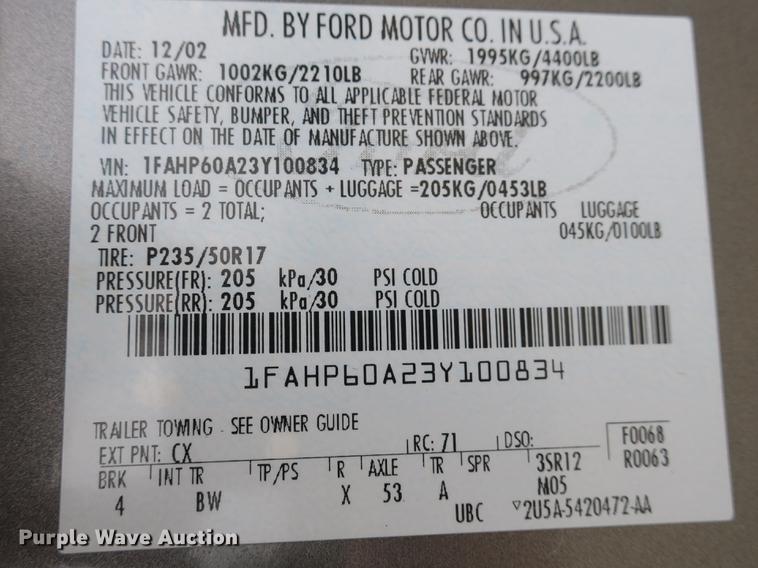 MFD. BY FORD MOTOR CO. IN U.S.A.
DATE: 12/02 GVWR: 1995KG/4400LB
FRONT GAWR: 1002KG/2210LB REAR GAWR: 997KG/2200LB
THIS VEHICLE CONFORMS TO ALL APPLICABLE FEDERAL MOTOR
VEHICLE SAFETY, BUMPER, AND THEFT PREVENTION STANDARDS
IN EFFECT ON THE DATE OF MANUFACTURE SHOWN ABOVE.
VIN: 1FAHP60A23Y100834 TYPE: PASSENGER
MAXIMUM LOAD = OCCUPANTS + LUGGAGE =205KG/0453LB
OCCUPANTS = 2 TOTAL; OCCUPANTS LUGGAGE
2 FRONT 045KG/0100LB
TIRE: P235/50R17
PRESSURE(FR): 205 kPa/30 PSI COLD
PRESSURE(RR): 205 kPa/30 PSI COLD
1FAHP60A23Y100834
TRAILER TOWING - SEE OWNER GUIDE
EXT PNT: CX RC: 71 DSO: F0068
BRK INT TR TP/PS R AXLE TR SPR 3SR12 R0063
4 BW X 53 A M05
UBC ▽2U5A-5420472-AA
Purple Wave Auction